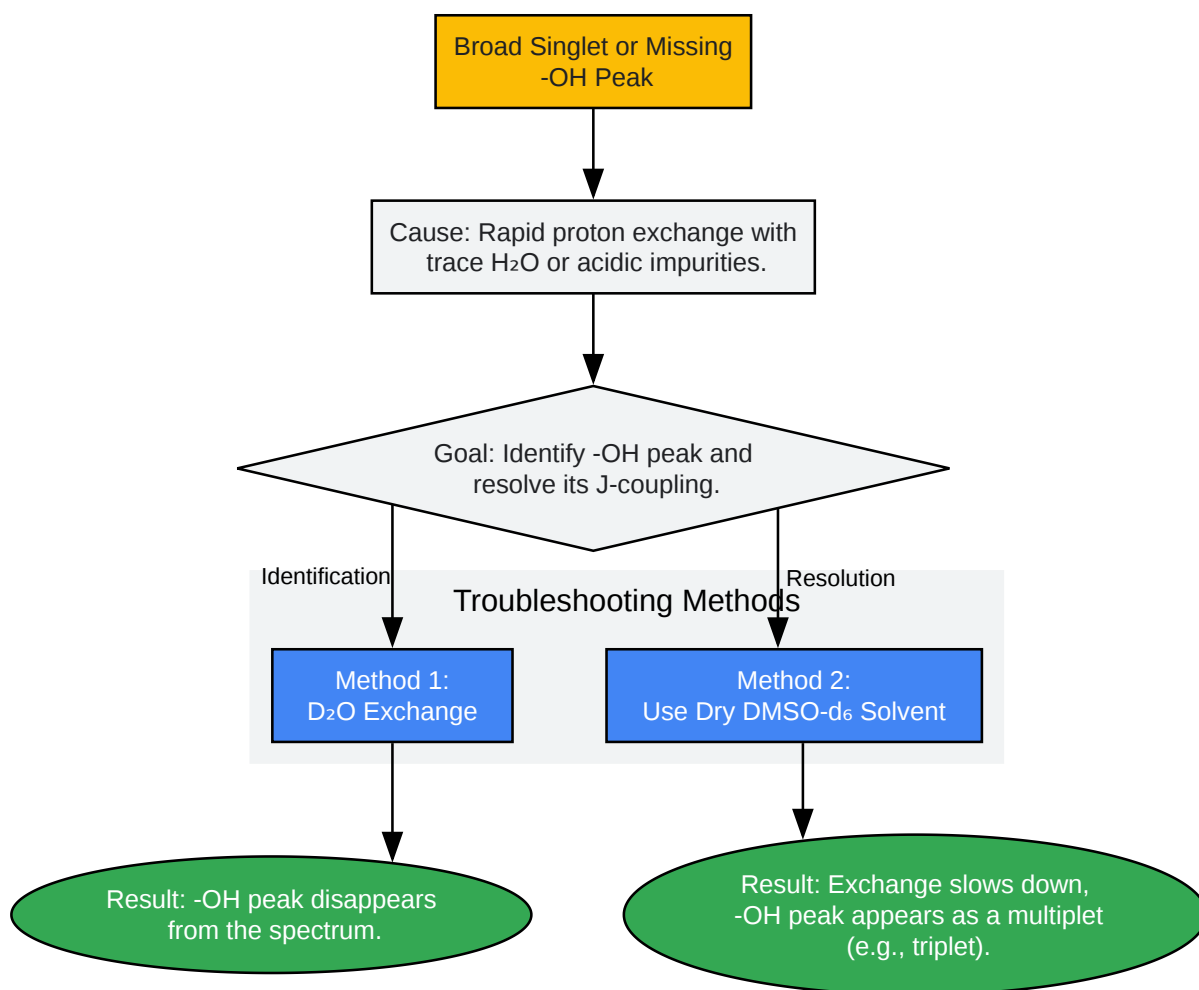 Broad Singlet or Missing
-OH Peak
Cause: Rapid proton exchange with
trace H₂O or acidic impurities.
Goal: Identify -OH peak and
resolve its J-coupling.
Identification
Resolution
Troubleshooting Methods
Method 1:
D₂O Exchange
Method 2:
Use Dry DMSO-d₆ Solvent
Result: -OH peak disappears
from the spectrum.
Result: Exchange slows down,
-OH peak appears as a multiplet
(e.g., triplet).